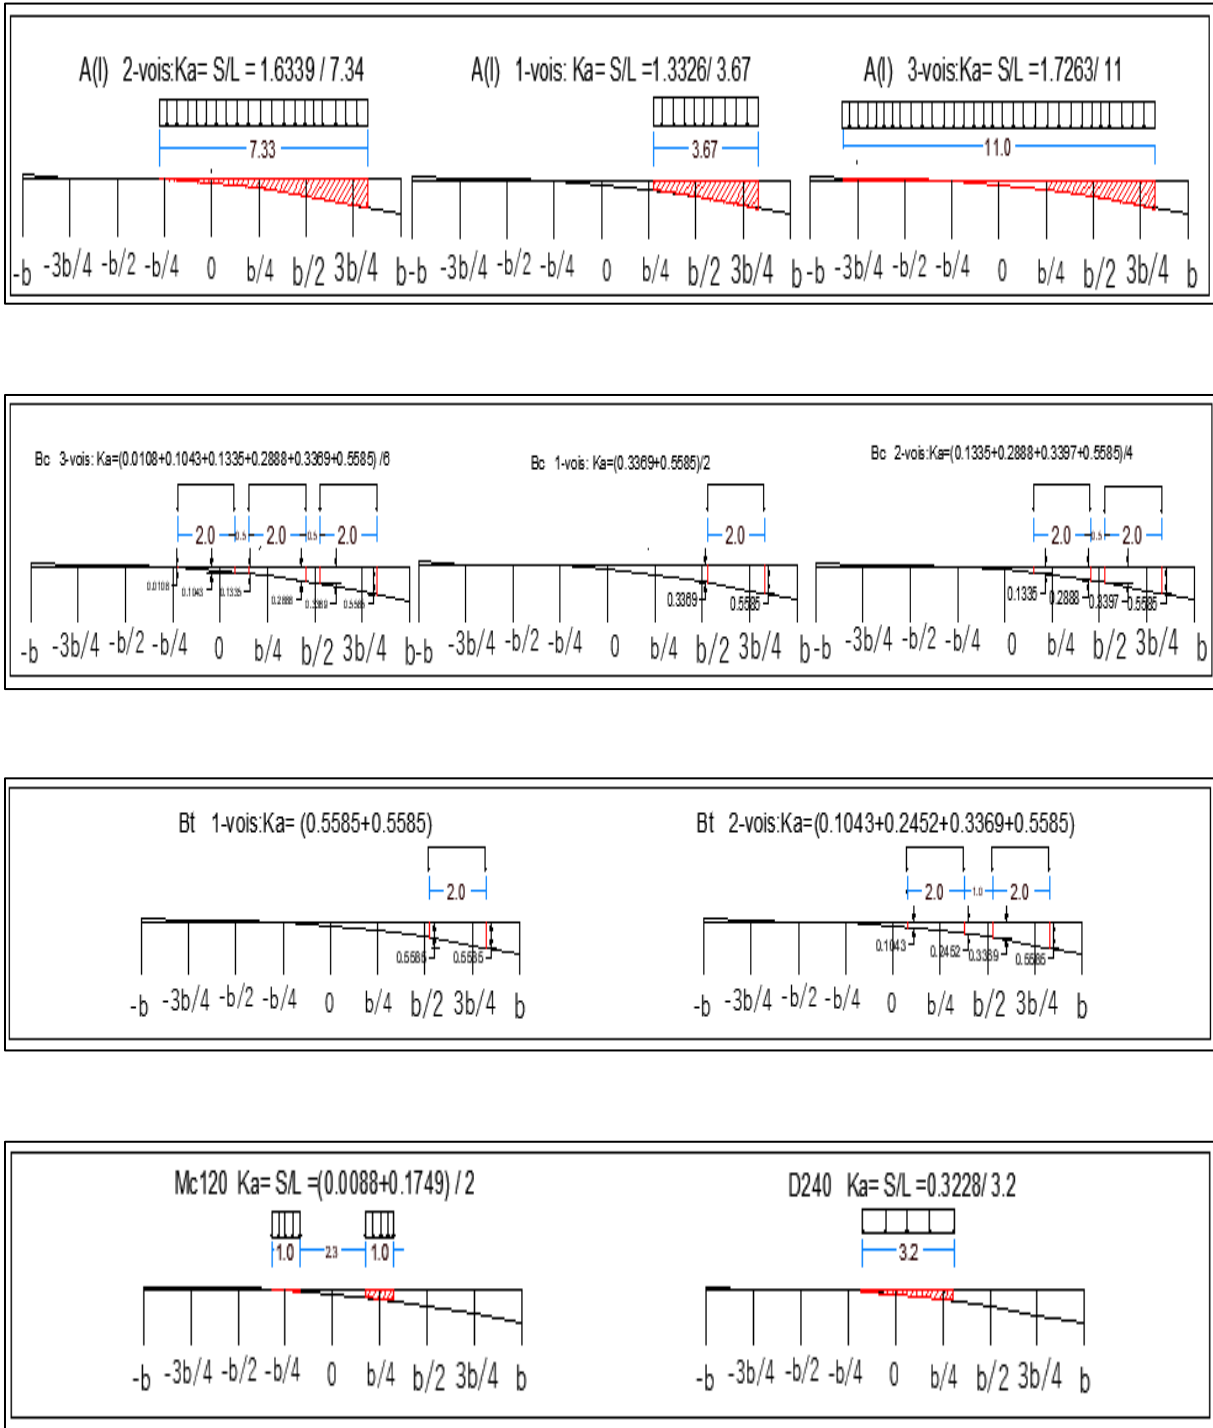 A(l) 2-vois:Ka= S/L = 1.6339 / 7.34
A(l) 1-vois: Ka= S/L =1.3326/ 3.67
A(l) 3-vois:Ka= S/L =1.7263/ 11
7.33
3.67
11.0
-b -3b/4 -b/2 -b/4 0 b/4 b/2 3b/4 b
-b -3b/4 -b/2 -b/4 0 b/4 b/2 3b/4 b
-b -3b/4 -b/2 -b/4 0 b/4 b/2 3b/4 b
Bc 3-vois: Ka=(0.0108+0.1043+0.1335+0.2888+0.3369+0.5585) /6
Bc 1-vois: Ka=(0.3369+0.5585)/2
Bc 2-vois:Ka=(0.1335+0.2888+0.3397+0.5585)/4
2.0 0.5 2.0 0.5 2.0
2.0
2.0 0.5 2.0
0.0108 0.1043 0.1335 0.2888 0.3369 0.5585
0.3369 0.5585
0.1335 0.2888 0.3397 0.5585
-b -3b/4 -b/2 -b/4 0 b/4 b/2 3b/4 b
-b -3b/4 -b/2 -b/4 0 b/4 b/2 3b/4 b
-b -3b/4 -b/2 -b/4 0 b/4 b/2 3b/4 b
Bt 1-vois:Ka= (0.5585+0.5585)
Bt 2-vois:Ka=(0.1043+0.2452+0.3369+0.5585)
2.0
2.0 1.0 2.0
0.5585 0.5585
0.1043 0.2452 0.3369 0.5585
-b -3b/4 -b/2 -b/4 0 b/4 b/2 3b/4 b
-b -3b/4 -b/2 -b/4 0 b/4 b/2 3b/4 b
Mc120 Ka= S/L =(0.0088+0.1749) / 2
D240 Ka= S/L =0.3228/ 3.2
1.0 2.3 1.0
3.2
-b -3b/4 -b/2 -b/4 0 b/4 b/2 3b/4 b
-b -3b/4 -b/2 -b/4 0 b/4 b/2 3b/4 b